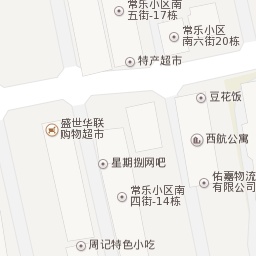 常乐小区南
五街-17栋
常乐小区
南六街20栋
特产超市
豆花饭
盛世华联
购物超市
西航公寓
星期捌网吧
佑嘉物流
有限公司
常乐小区南
四街-14栋
周记特色小吃